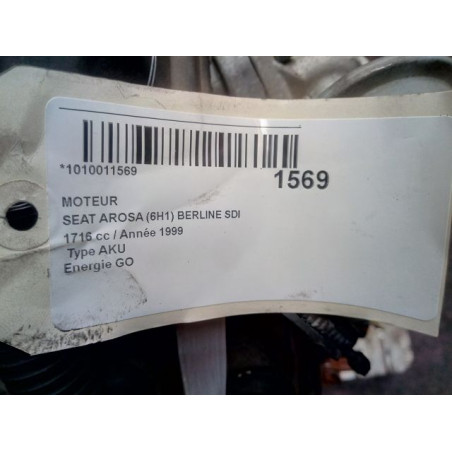 *1010011569
1569
MOTEUR
SEAT AROSA (6H1) BERLINE SDI
1716 cc / Année 1999
Type AKU
Energie GO